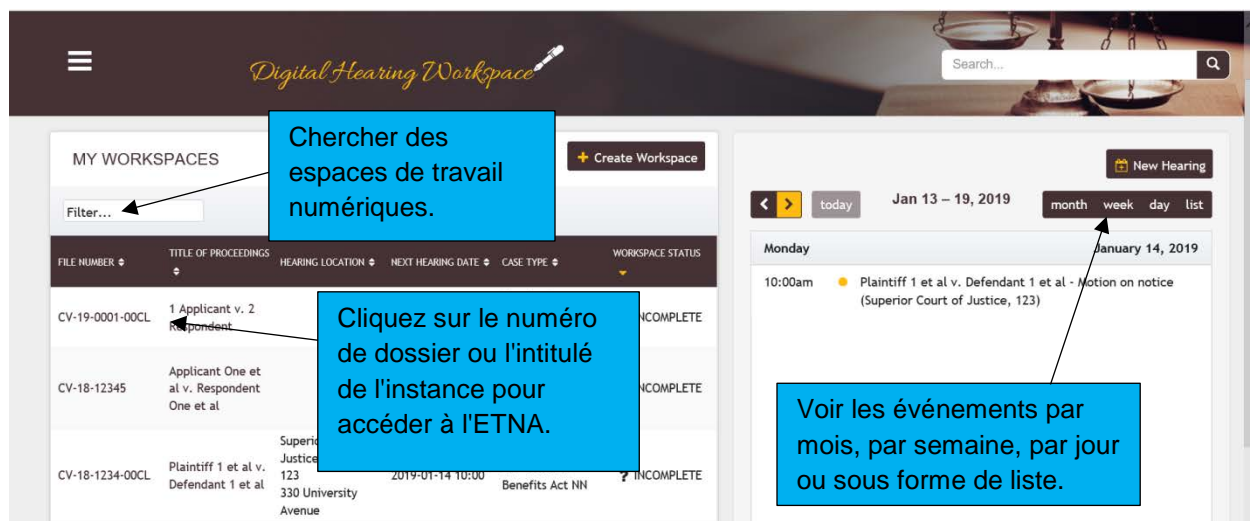 Digital Hearing Workspace
Search...
MY WORKSPACES
Chercher des
espaces de travail
numériques.
+ Create Workspace
Filter...
FILE NUMBER
TITLE OF PROCEEDINGS
HEARING LOCATION
NEXT HEARING DATE
CASE TYPE
WORKSPACE STATUS
CV-19-0001-00CL
1 Applicant v. 2
Respondent
INCOMPLETE
Cliquez sur le numéro
de dossier ou l'intitulé
de l'instance pour
accéder à l'ETNA.
CV-18-12345
Applicant One et
al v. Respondent
One et al
INCOMPLETE
CV-18-1234-00CL
Plaintiff 1 et al v.
Defendant 1 et al
Justice
123
330 University
Avenue
2019-01-14 10:00
Benefits Act NN
? INCOMPLETE
New Hearing
< >
today
Jan 13 – 19, 2019
month week day list
Monday
January 14, 2019
10:00am
Plaintiff 1 et al v. Defendant 1 et al - Motion on notice
(Superior Court of Justice, 123)
Voir les événements par
mois, par semaine, par jour
ou sous forme de liste.